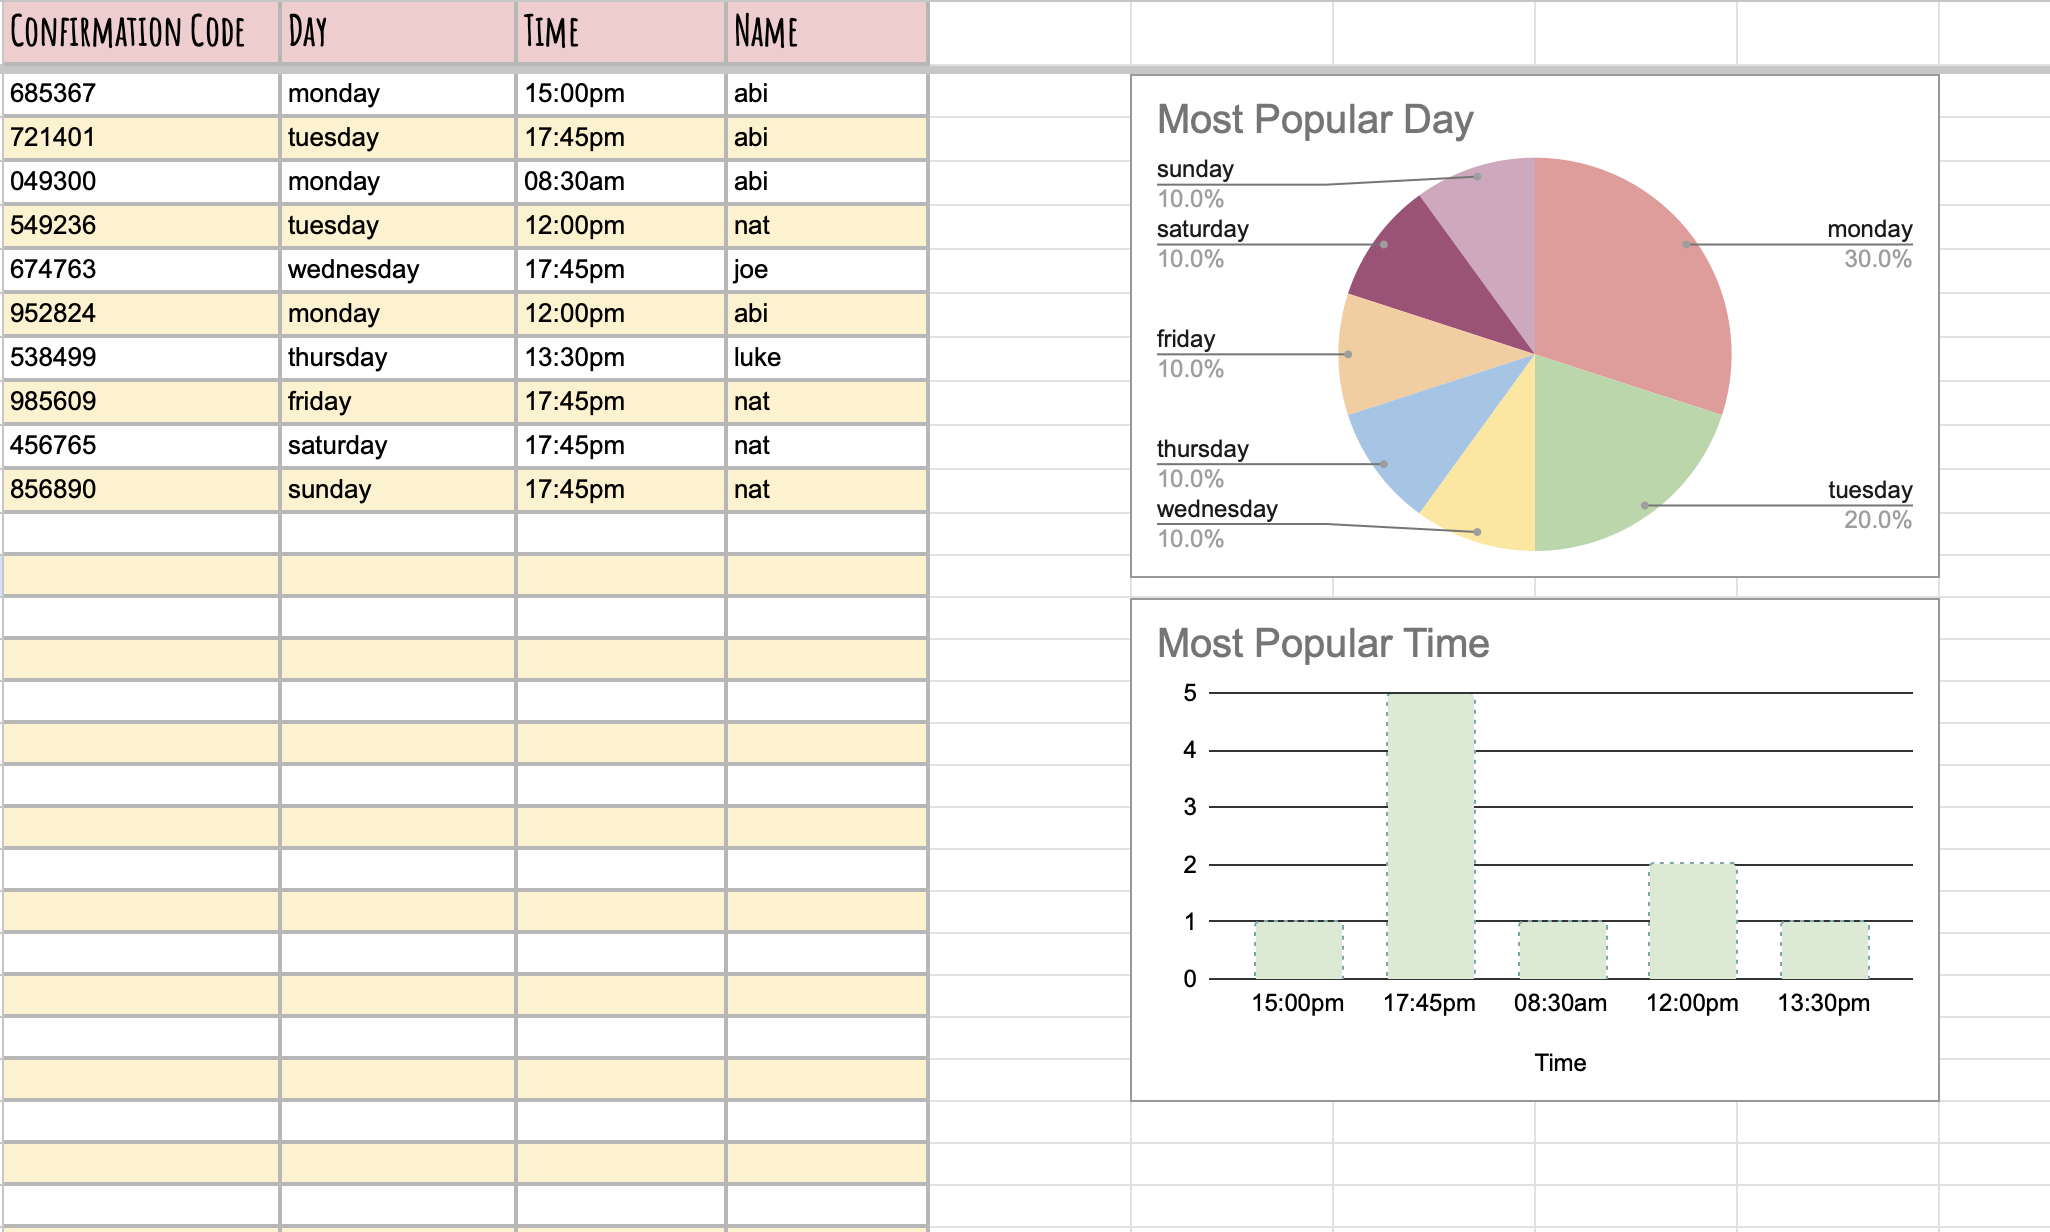 Confirmation Code Day Time Name
685367 monday 15:00pm abi
721401 tuesday 17:45pm abi
049300 monday 08:30am abi
549236 tuesday 12:00pm nat
674763 wednesday 17:45pm joe
952824 monday 12:00pm abi
538499 thursday 13:30pm luke
985609 friday 17:45pm nat
456765 saturday 17:45pm nat
856890 sunday 17:45pm nat
Most Popular Day
sunday
10.0%
saturday
10.0%
friday
10.0%
thursday
10.0%
wednesday
10.0%
monday
30.0%
tuesday
20.0%
Most Popular Time
5
4
3
2
1
0
15:00pm 17:45pm 08:30am 12:00pm 13:30pm
Time